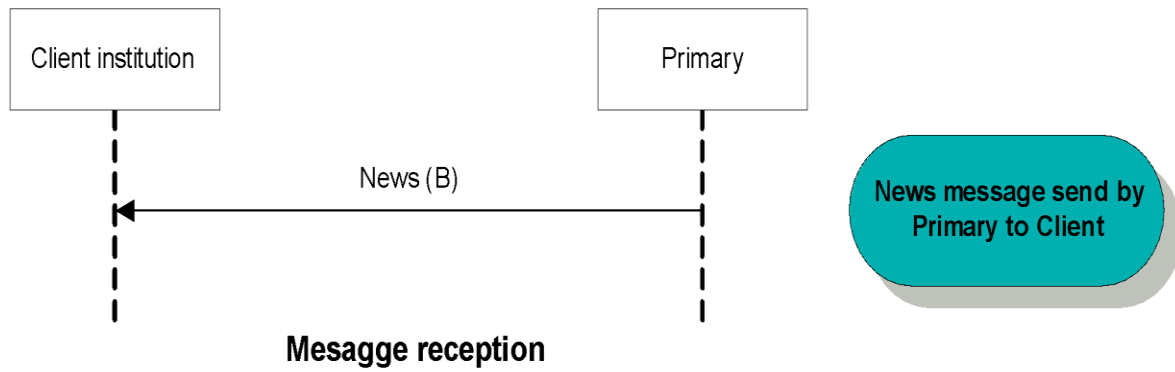 Client institution
Primary
News (B)
News message send by
Primary to Client
Mesagge reception